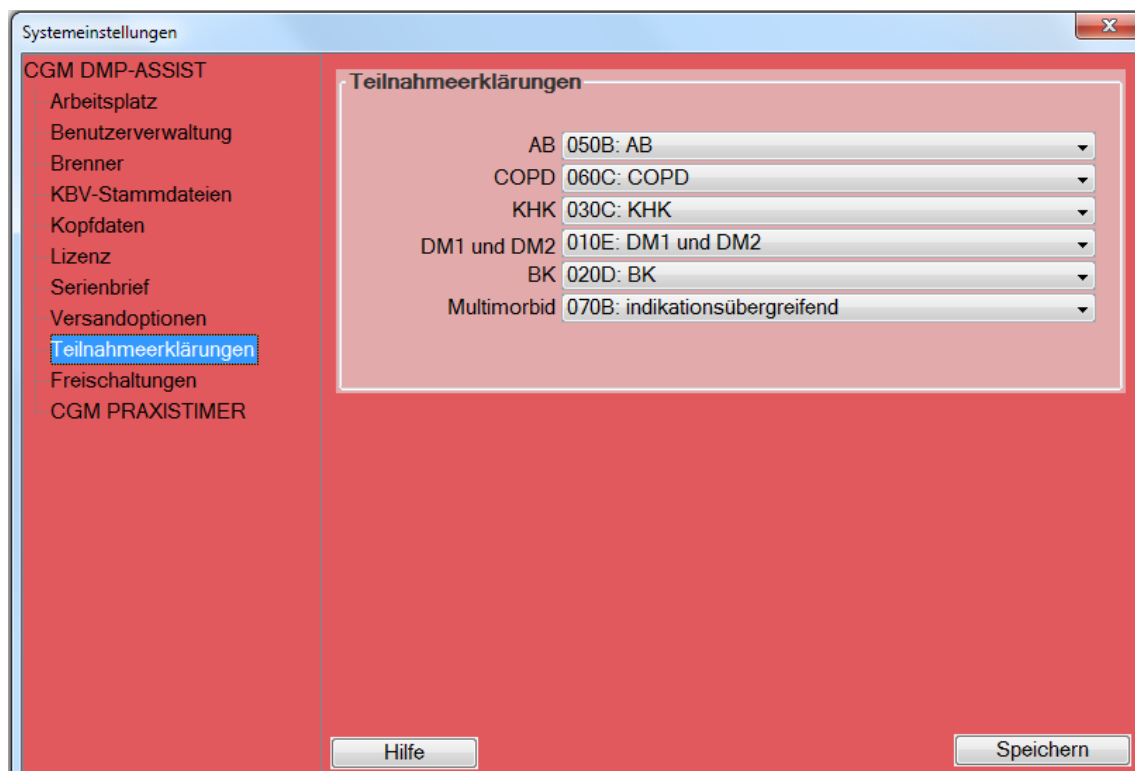 Systemeinstellungen
CGM DMP-ASSIST
Arbeitsplatz
Benutzerverwaltung
Brenner
KBV-Stammdateien
Kopfdaten
Lizenz
Serienbrief
Versandoptionen
Teilnahmeerklärungen
Freischaltungen
CGM PRAXISTIMER
Teilnahmeerklärungen
AB 050B: AB
COPD 060C: COPD
KHK 030C: KHK
DM1 und DM2 010E: DM1 und DM2
BK 020D: BK
Multimorbid 070B: indikationsübergreifend
Hilfe
Speichern